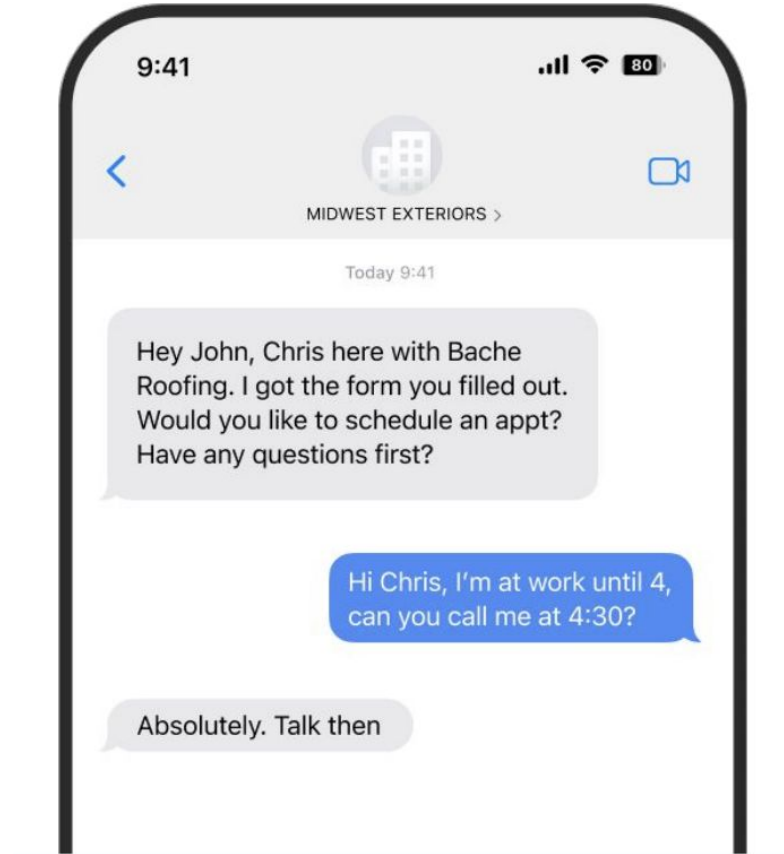 9:41
80
MIDWEST EXTERIORS >
Today 9:41
Hey John, Chris here with Bache
Roofing. I got the form you filled out.
Would you like to schedule an appt?
Have any questions first?
Hi Chris, I’m at work until 4,
can you call me at 4:30?
Absolutely. Talk then